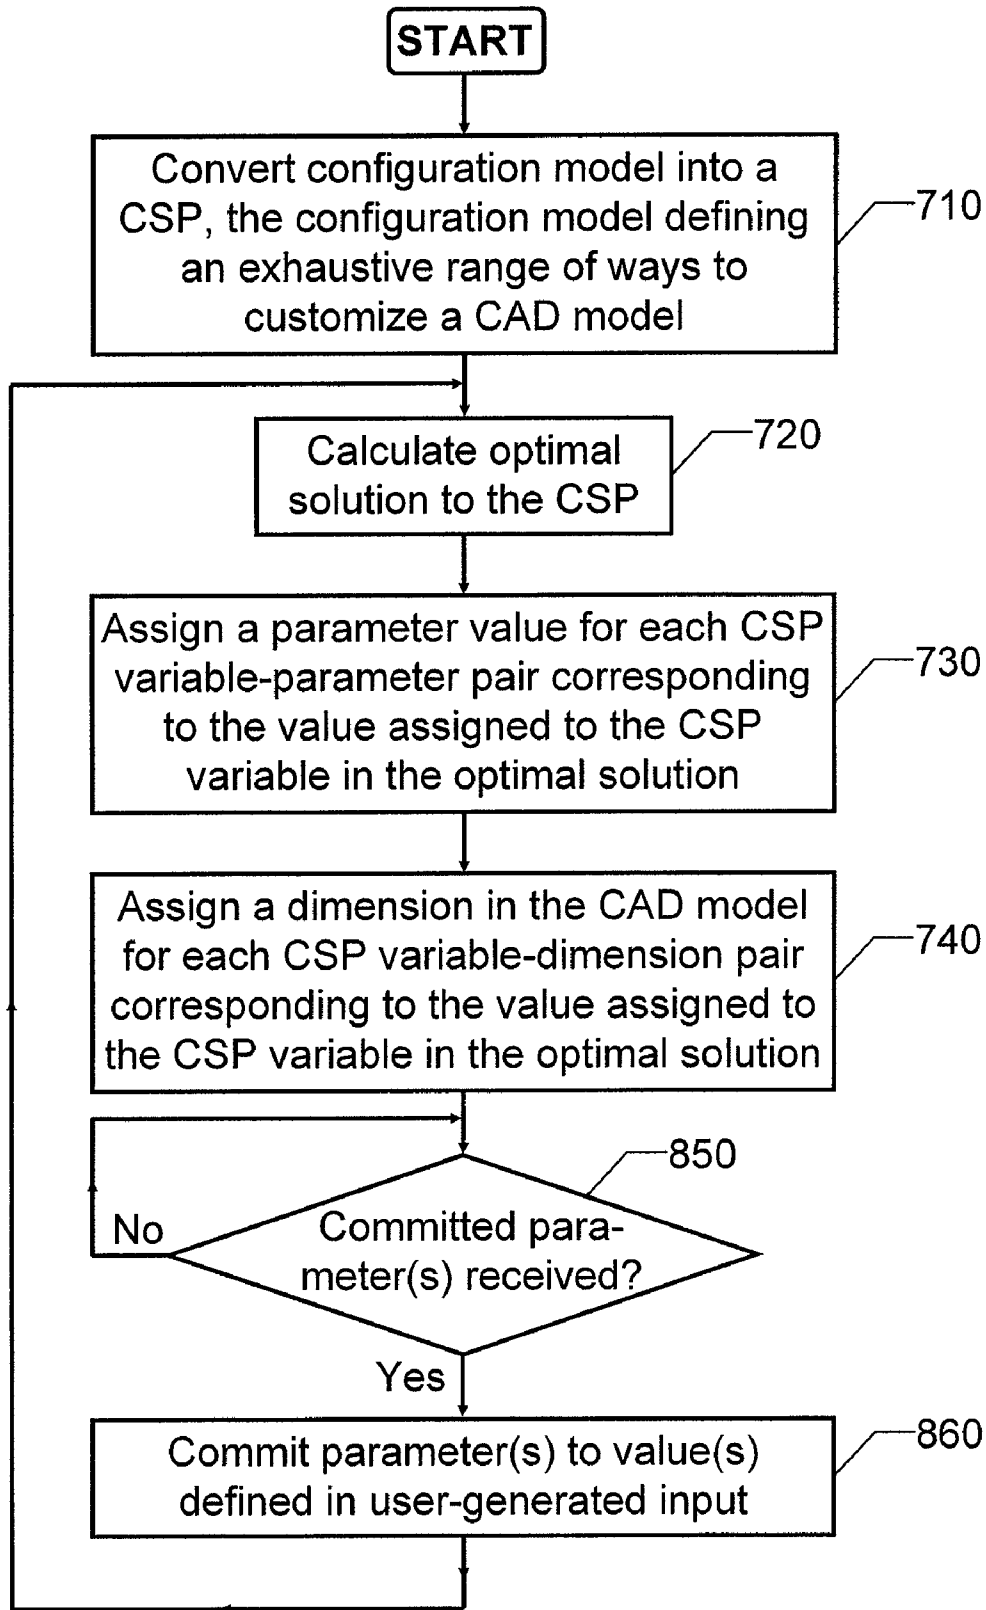 START
Convert configuration model into a
CSP, the configuration model defining
an exhaustive range of ways to
customize a CAD model
710
Calculate optimal
solution to the CSP
720
Assign a parameter value for each CSP
variable-parameter pair corresponding
to the value assigned to the CSP
variable in the optimal solution
730
Assign a dimension in the CAD model
for each CSP variable-dimension pair
corresponding to the value assigned to
the CSP variable in the optimal solution
740
850
Committed para-
meter(s) received?
No
Yes
Commit parameter(s) to value(s)
defined in user-generated input
860